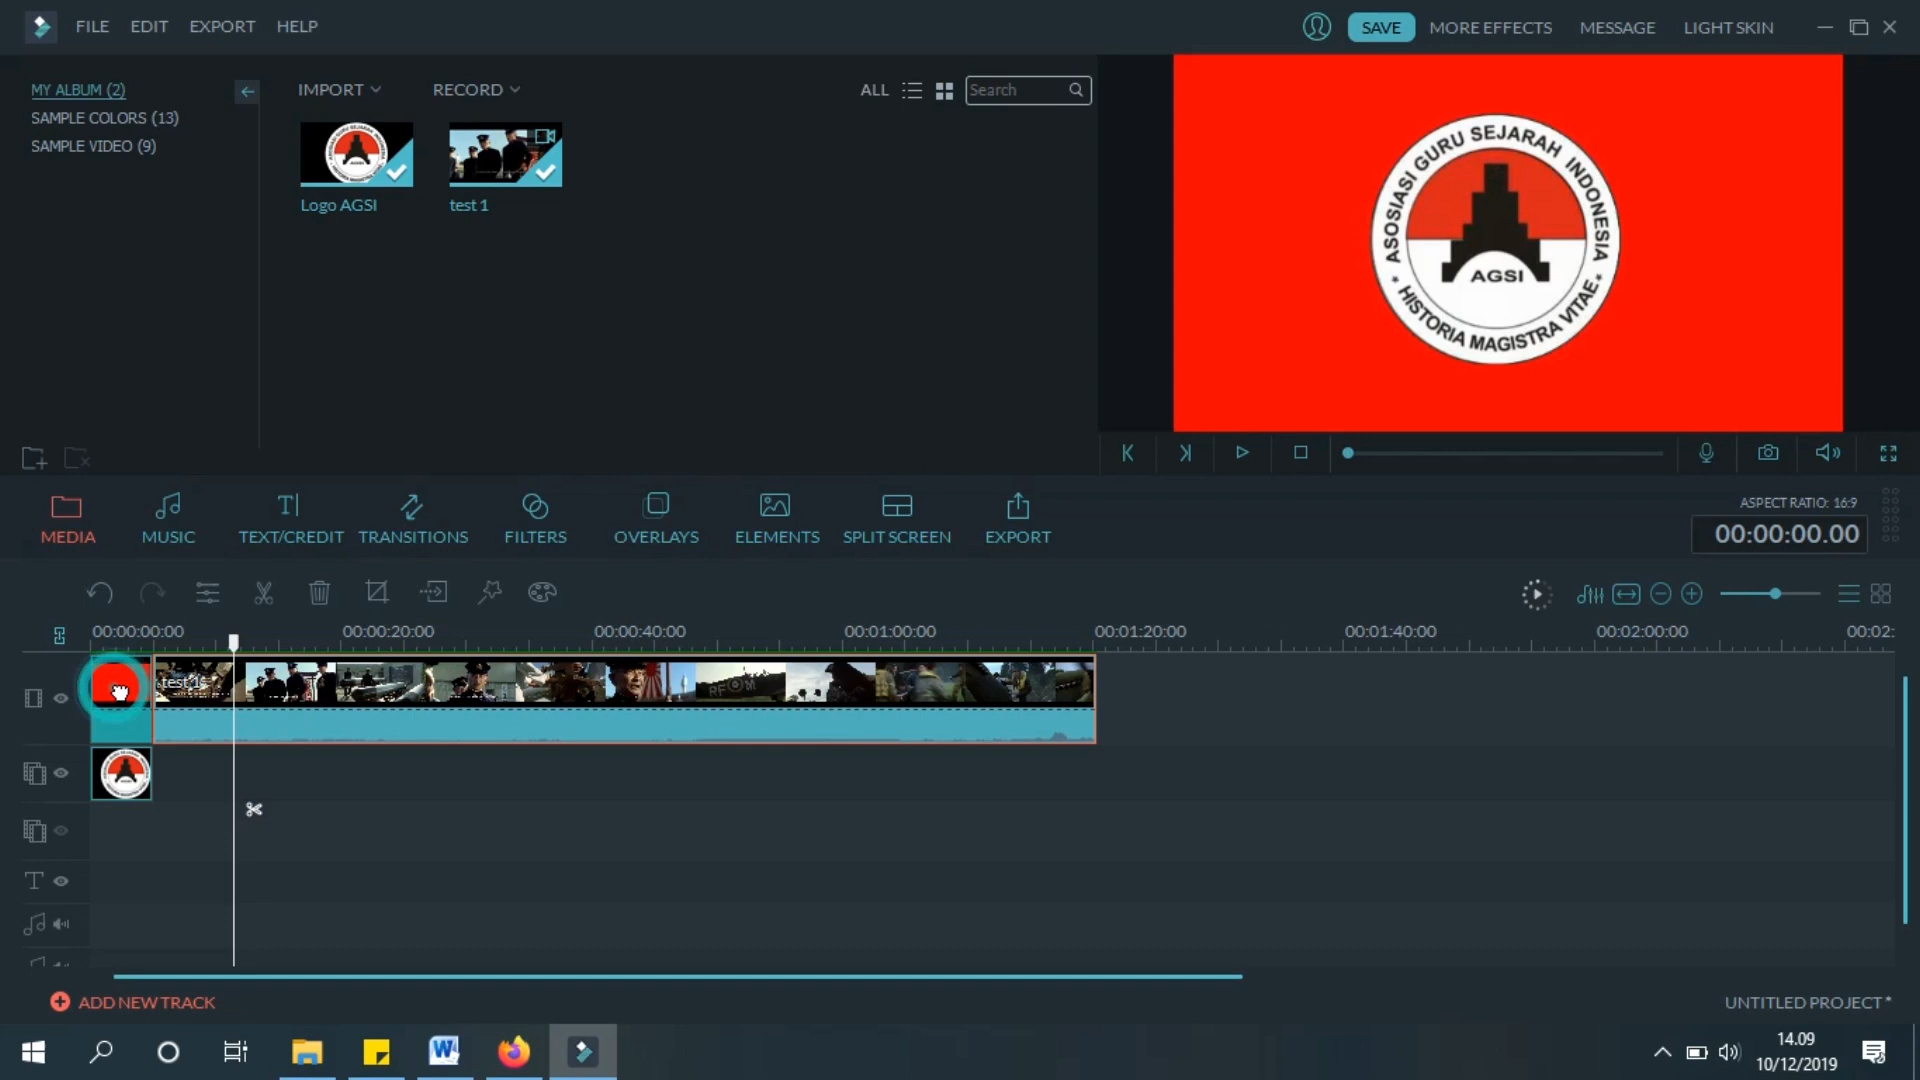 FILE EDIT EXPORT HELP
SAVE MORE EFFECTS MESSAGE LIGHT SKIN
MY ALBUM (2)
SAMPLE COLORS (13)
SAMPLE VIDEO (9)
IMPORT RECORD ALL Search
Logo AGSI test 1
ASOSIASI GURU SEJARAH INDONESIA
AGSI
* HISTORIA MAGISTRA VITAE *
MEDIA MUSIC TEXT/CREDIT TRANSITIONS FILTERS OVERLAYS ELEMENTS SPLIT SCREEN EXPORT
ASPECT RATIO: 16:9
00:00:00.00
00:00:00:00 00:00:20:00 00:00:40:00 00:01:00:00 00:01:20:00 00:01:40:00 00:02:00:00 00:02:
test 1
ADD NEW TRACK
UNTITLED PROJECT*
14.09
10/12/2019